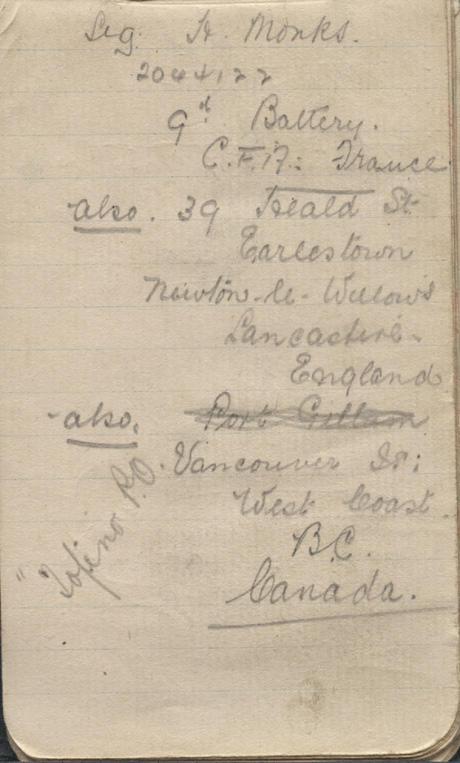 Sig. H. Monks.
2044122
9th Battery.
C.F.A.: France
also. 39 Heald St
Earlestown
Newton-le-Willows
Lancashire.
England
also. Port Gillam
Vancouver Is:
West Coast.
B.C.
Canada.
"Tofino P.O.